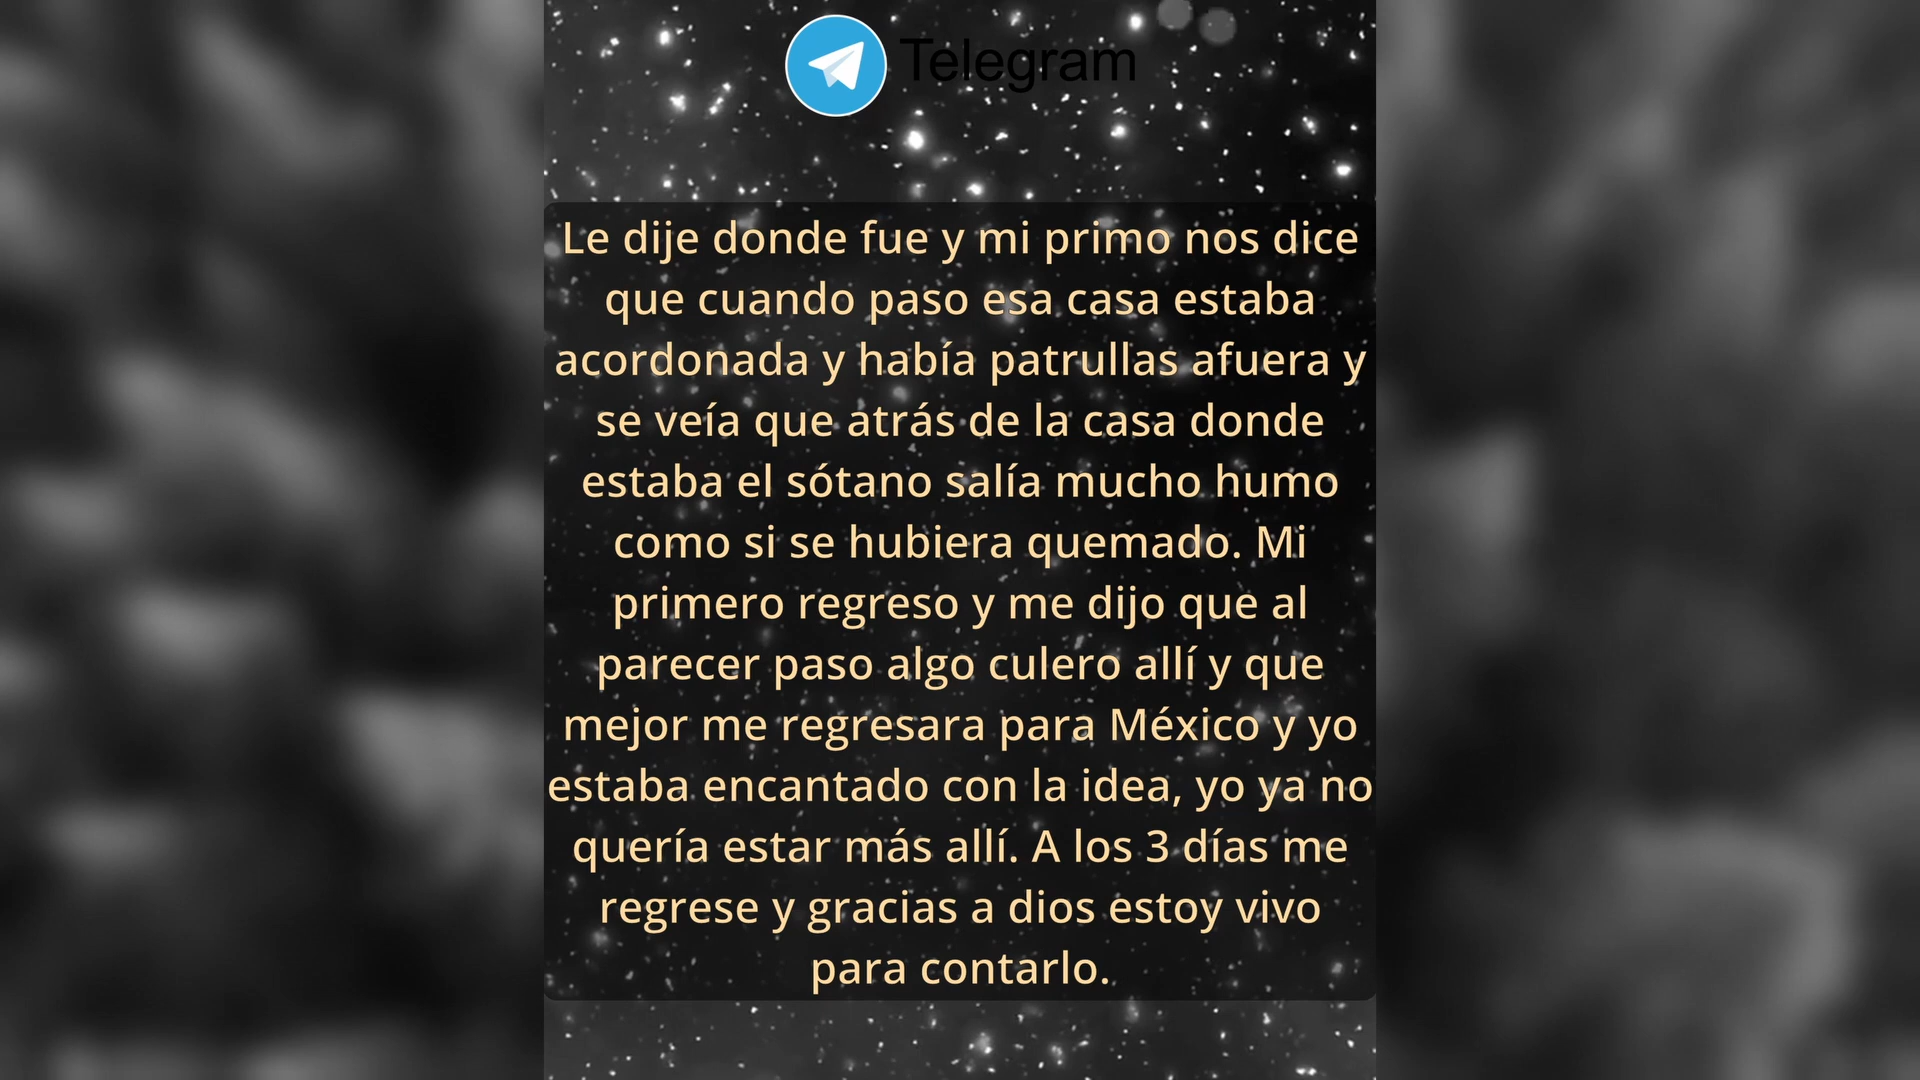 Telegram
Le dije donde fue y mi primo nos dice
que cuando paso esa casa estaba
acordonada y había patrullas afuera y
se veía que atrás de la casa donde
estaba el sótano salía mucho humo
como si se hubiera quemado. Mi
primero regreso y me dijo que al
parecer paso algo culero allí y que
mejor me regresara para México y yo
estaba encantado con la idea, yo ya no
quería estar más allí. A los 3 días me
regrese y gracias a dios estoy vivo
para contarlo.